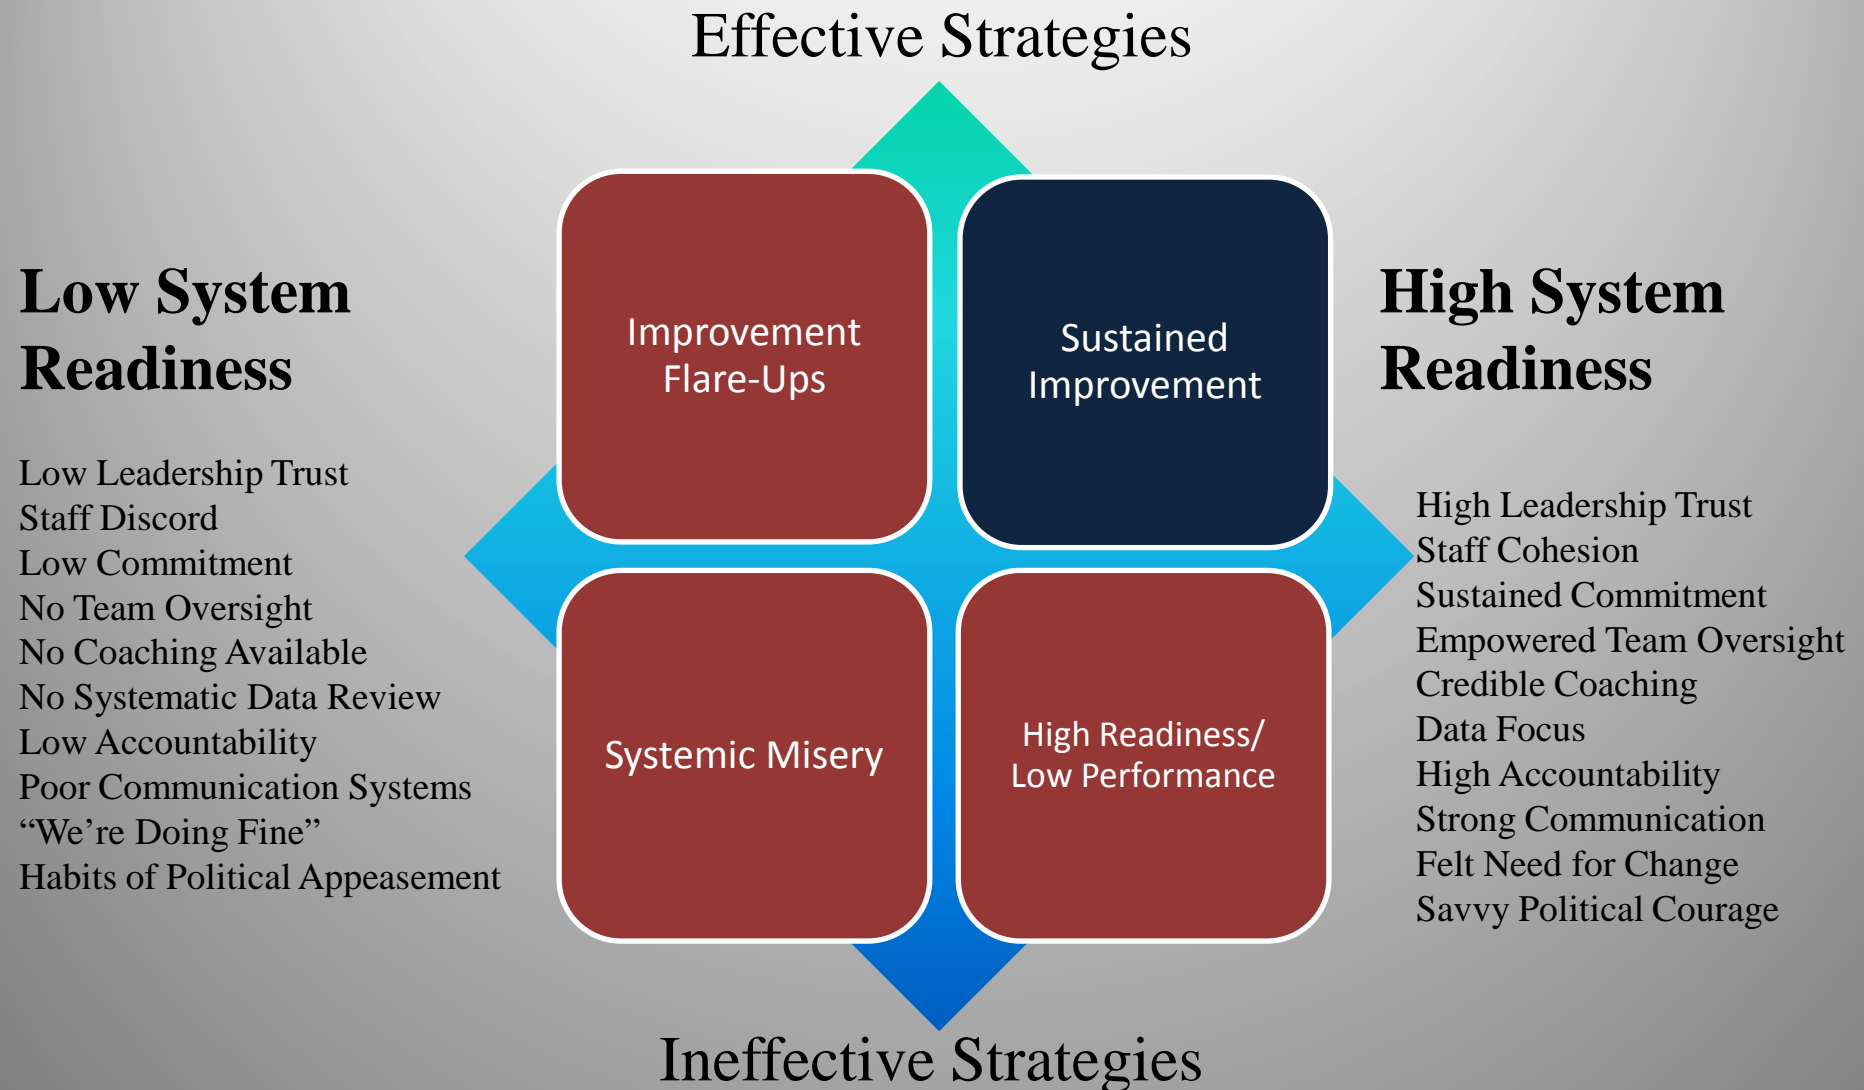 Effective Strategies
Low System
Readiness
Low Leadership Trust
Staff Discord
Low Commitment
No Team Oversight
No Coaching Available
No Systematic Data Review
Low Accountability
Poor Communication Systems
“We’re Doing Fine”
Habits of Political Appeasement
Improvement
Flare-Ups
Sustained
Improvement
Systemic Misery
High Readiness/
Low Performance
High System
Readiness
High Leadership Trust
Staff Cohesion
Sustained Commitment
Empowered Team Oversight
Credible Coaching
Data Focus
High Accountability
Strong Communication
Felt Need for Change
Savvy Political Courage
Ineffective Strategies